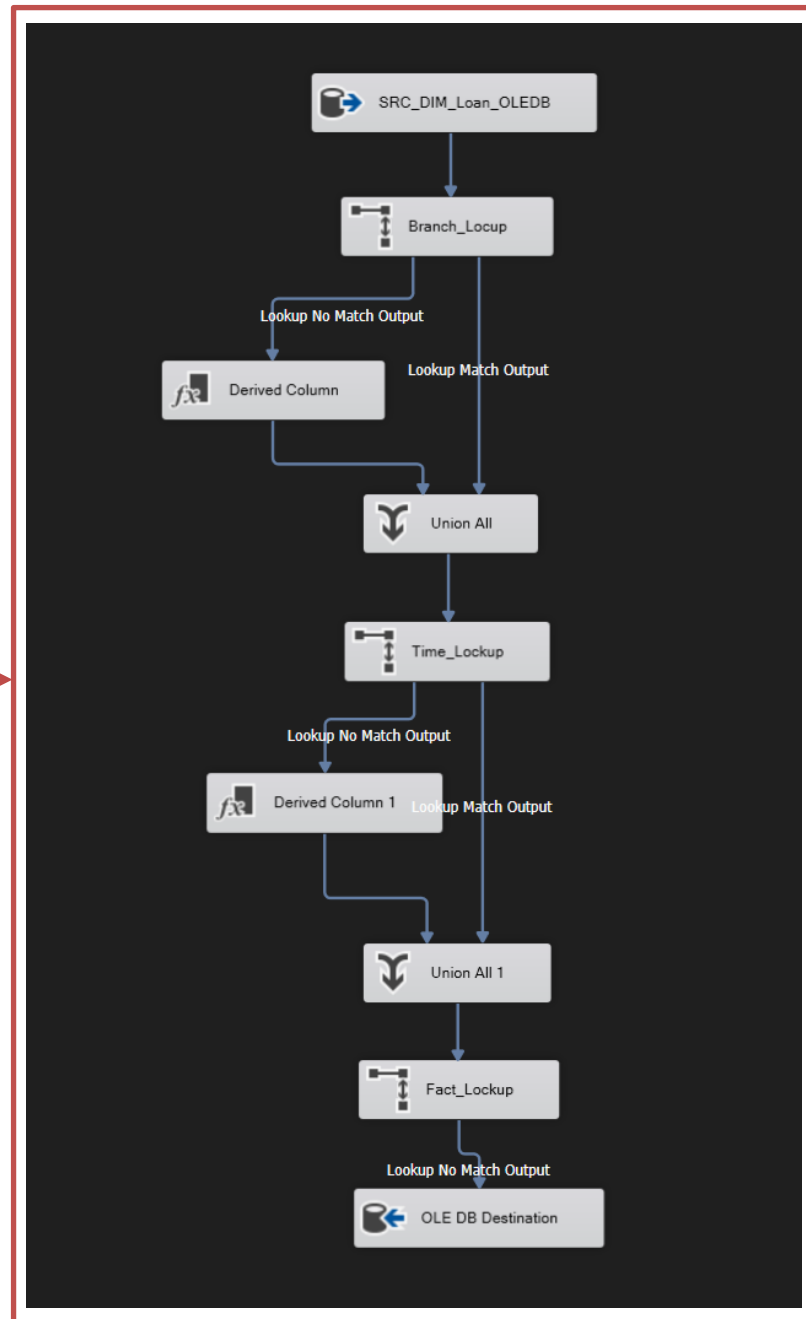 SRC_DIM_Loan_OLEDB
Branch_Locup
Lookup No Match Output
Lookup Match Output
Derived Column
Union All
Time_Lockup
Lookup No Match Output
Derived Column 1
Lookup Match Output
Union All 1
Fact_Lockup
Lookup No Match Output
OLE DB Destination